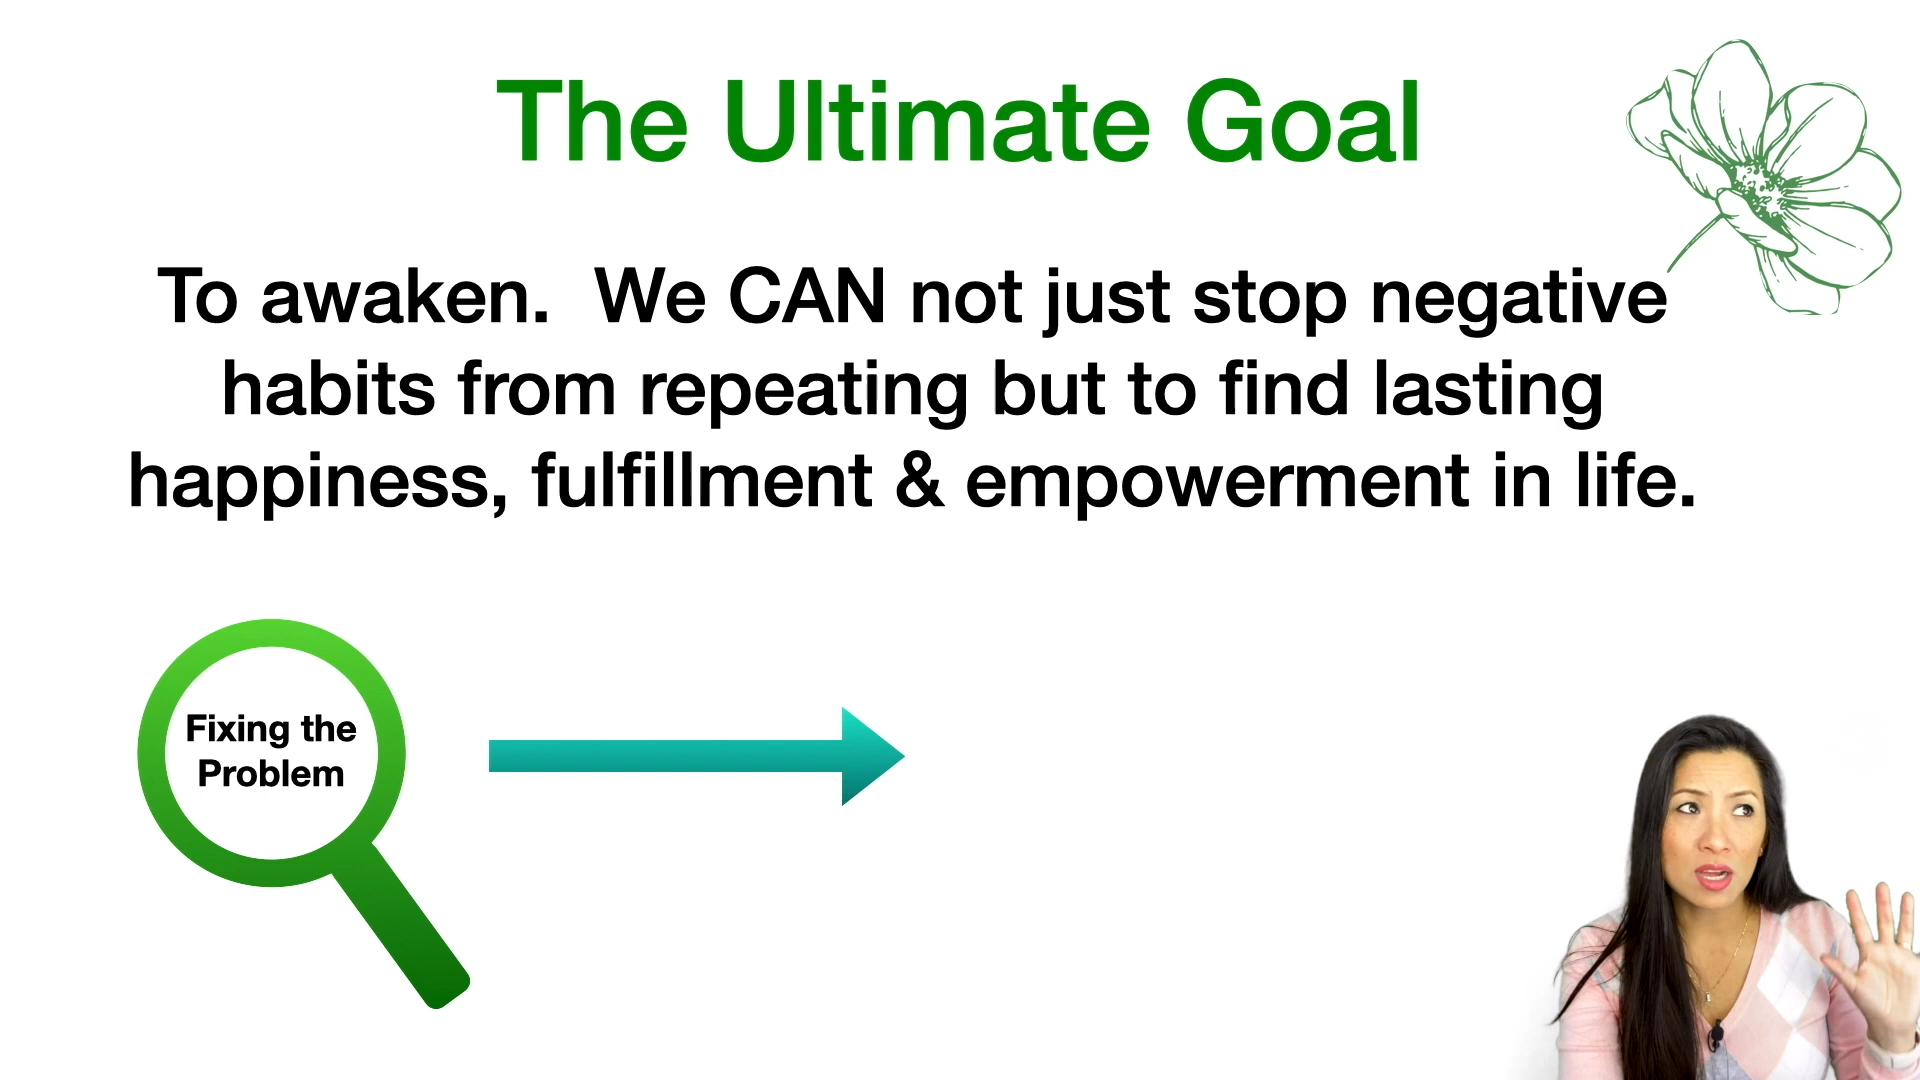 The Ultimate Goal
To awaken.  We CAN not just stop negative
habits from repeating but to find lasting
happiness, fulfillment & empowerment in life.
Fixing the
Problem